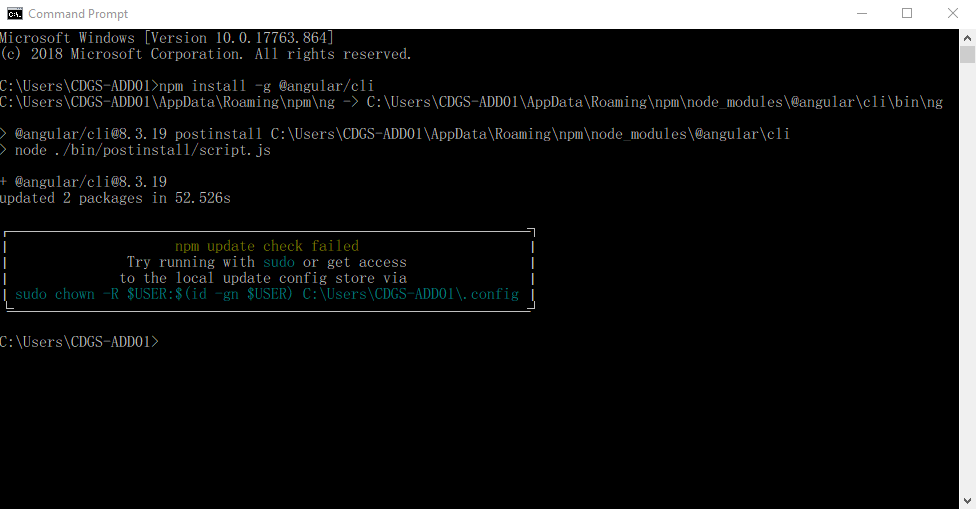 Command Prompt
Microsoft Windows [Version 10.0.17763.864]
(c) 2018 Microsoft Corporation. All rights reserved.
C:\Users\CDGS-ADD01>npm install -g @angular/cli
C:\Users\CDGS-ADD01\AppData\Roaming\npm\ng -> C:\Users\CDGS-ADD01\AppData\Roaming\npm\node_modules\@angular\cli\bin\ng
> @angular/cli@8.3.19 postinstall C:\Users\CDGS-ADD01\AppData\Roaming\npm\node_modules\@angular\cli
> node ./bin/postinstall/script.js
+ @angular/cli@8.3.19
updated 2 packages in 52.526s
npm update check failed
Try running with sudo or get access
to the local update config store via
sudo chown -R $USER:$(id -gn $USER) C:\Users\CDGS-ADD01\.config
C:\Users\CDGS-ADD01>